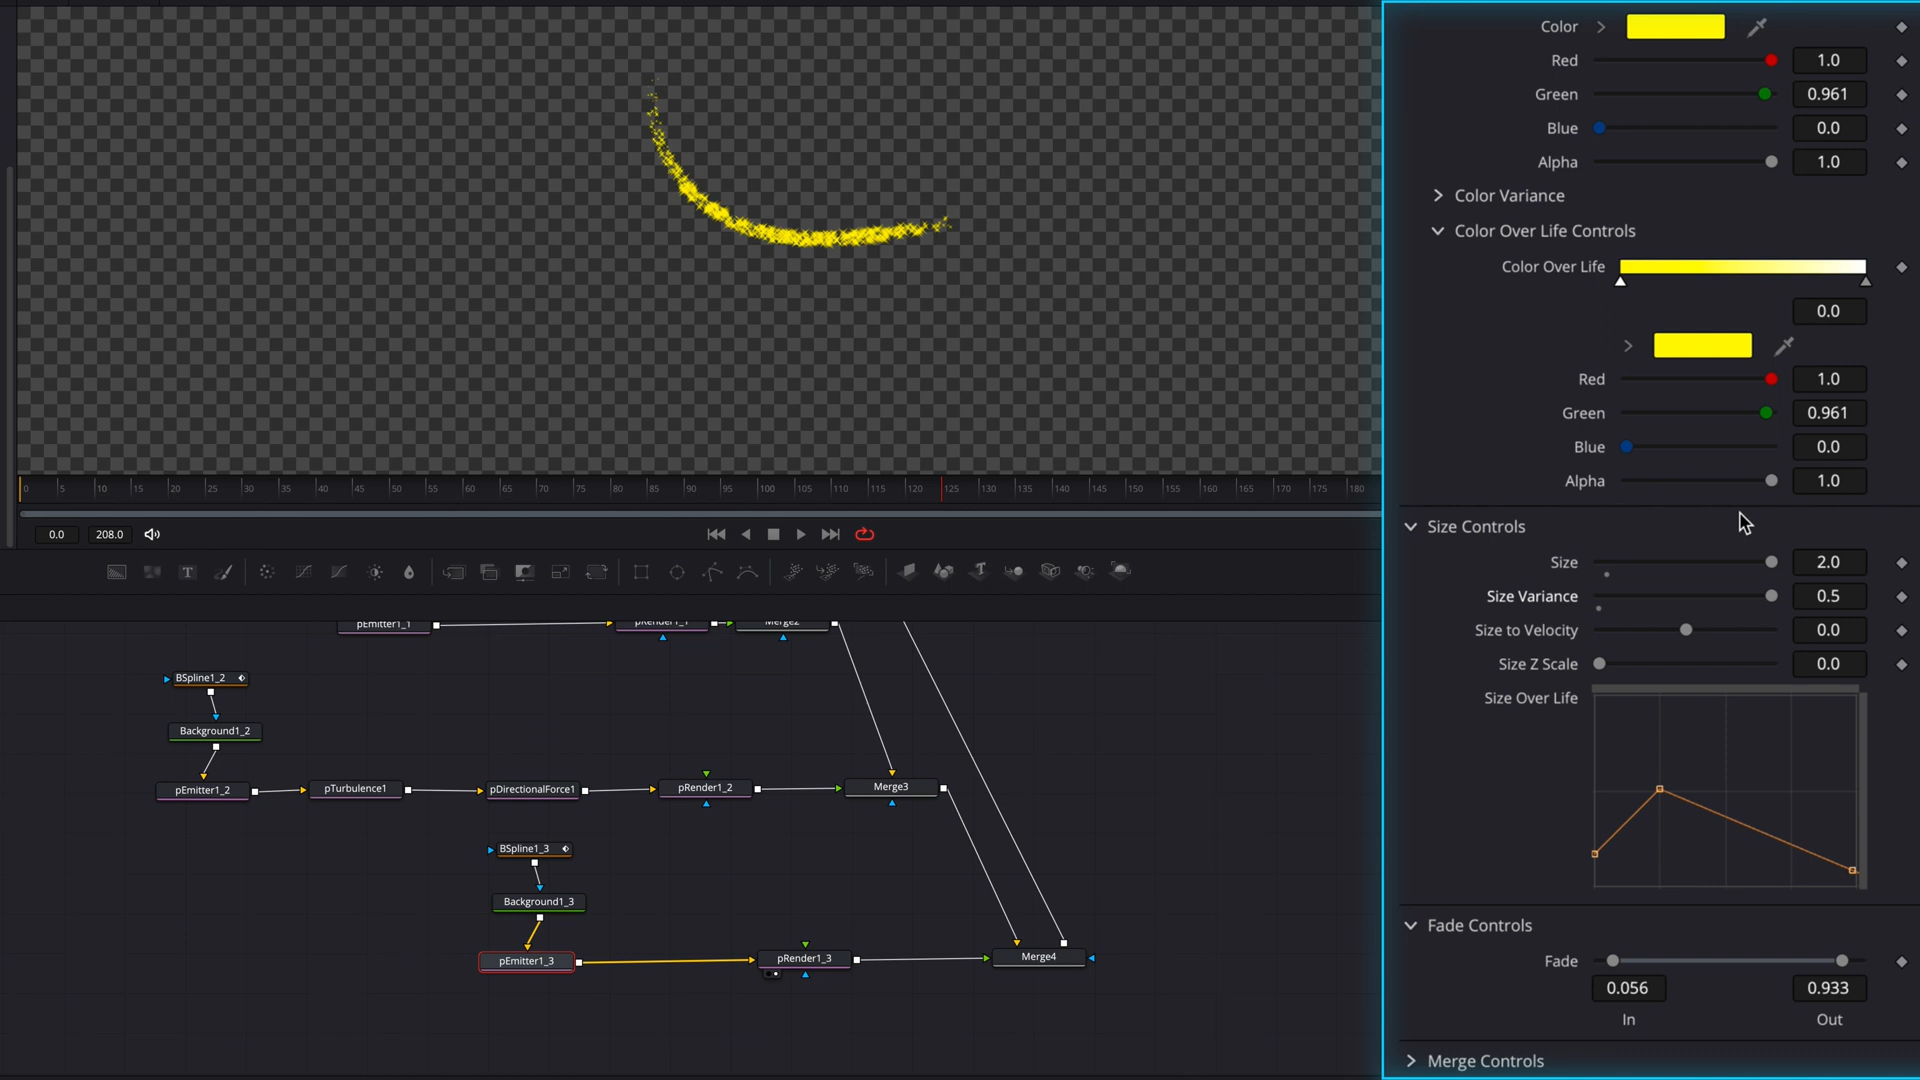 Color
Red 1.0
Green 0.961
Blue 0.0
Alpha 1.0
Color Variance
Color Over Life Controls
Color Over Life
0.0
Red 1.0
Green 0.961
Blue 0.0
Alpha 1.0
Size Controls
Size 2.0
Size Variance 0.5
Size to Velocity 0.0
Size Z Scale 0.0
Size Over Life
Fade Controls
Fade
0.056 0.933
In Out
Merge Controls
0 5 10 15 20 25 30 35 40 45 50 55 60 65 70 75 80 85 90 95 100 105 110 115 120 125 130 135 140 145 150 155 160 165 170 175 180
0.0 208.0
T
pEmitter1_1 pRender1_1 Merge2
BSpline1_2
Background1_2
pEmitter1_2 pTurbulence1 pDirectionalForce1 pRender1_2 Merge3
BSpline1_3
Background1_3
pEmitter1_3 pRender1_3 Merge4